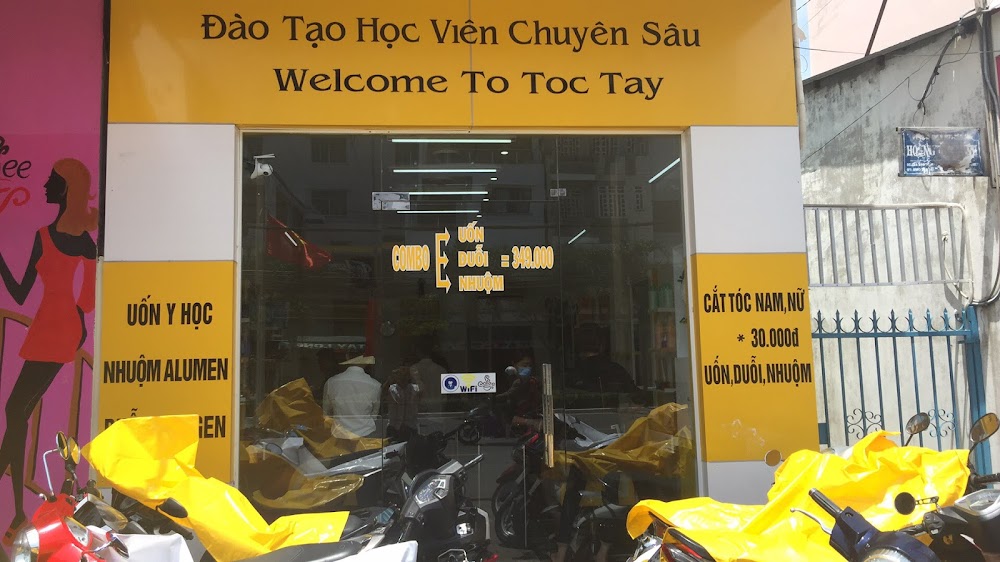 Đào Tạo Học Viên Chuyên Sâu
Welcome To Toc Tay
COMBO
UỐN
DUỖI
NHUỘM
= 349.000
UỐN Y HỌC
NHUỘM ALUMEN
CẮT TÓC NAM,NỮ
* 30.000đ
UỐN,DUỖI,NHUỘM
WiFi